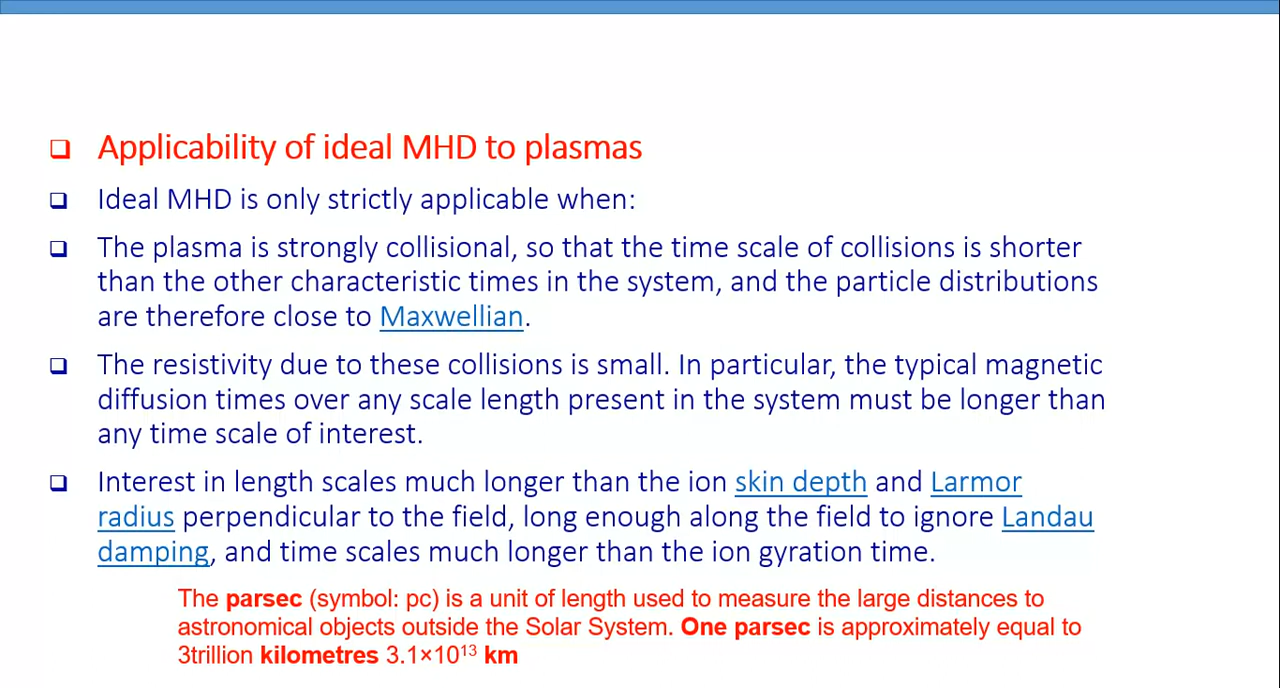 Applicability of ideal MHD to plasmas
Ideal MHD is only strictly applicable when:
The plasma is strongly collisional, so that the time scale of collisions is shorter
than the other characteristic times in the system, and the particle distributions
are therefore close to Maxwellian.
The resistivity due to these collisions is small. In particular, the typical magnetic
diffusion times over any scale length present in the system must be longer than
any time scale of interest.
Interest in length scales much longer than the ion skin depth and Larmor
radius perpendicular to the field, long enough along the field to ignore Landau
damping, and time scales much longer than the ion gyration time.
The parsec (symbol: pc) is a unit of length used to measure the large distances to
astronomical objects outside the Solar System. One parsec is approximately equal to
3trillion kilometres 3.1×10¹³ km